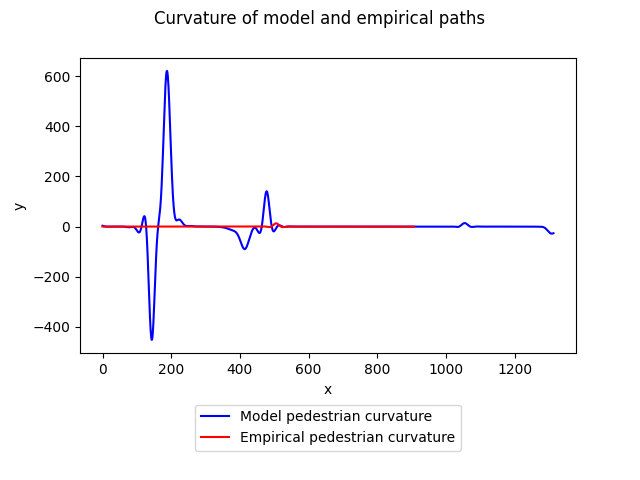 Curvature of model and empirical paths
600
400
200
0
−200
−400
y
0 200 400 600 800 1000 1200
x
Model pedestrian curvature
Empirical pedestrian curvature